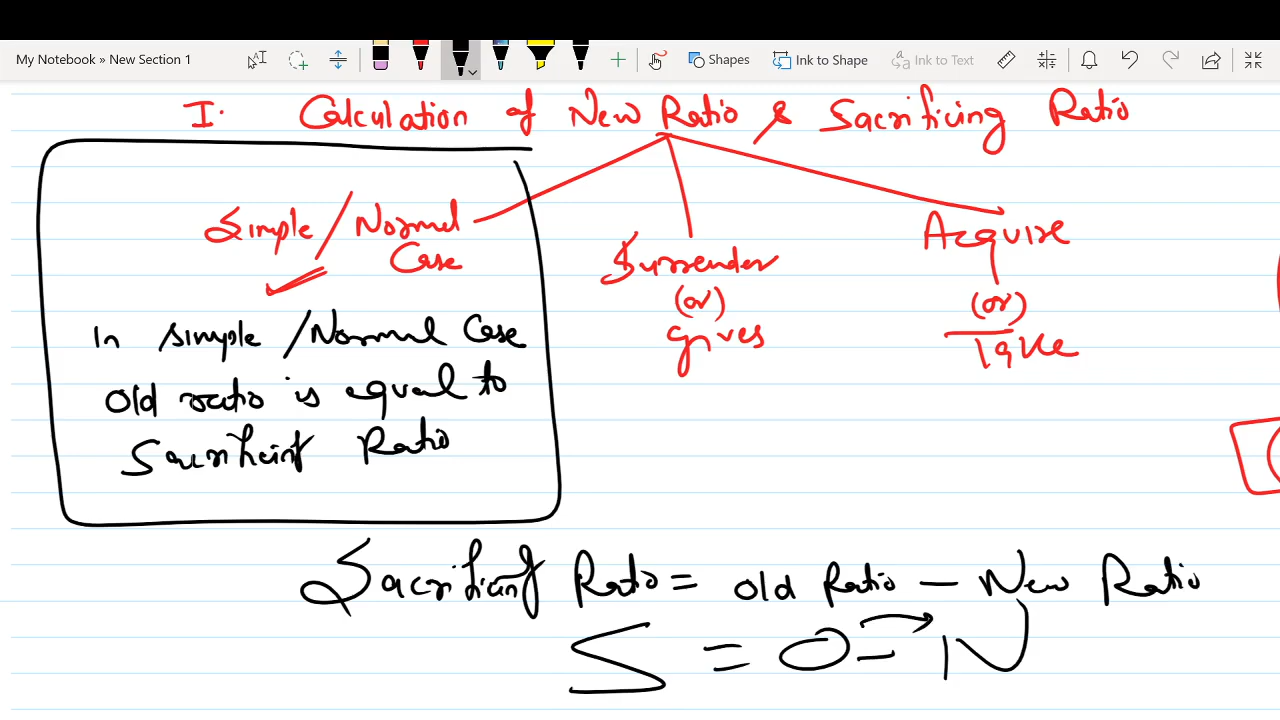 My Notebook » New Section 1
Shapes
Ink to Shape
Ink to Text
I. Calculation of New Ratio & Sacrificing Ratio
Simple / Normal Case
Surrender
(or)
gives
Acquire
(or)
Take
In simple / Normal Case
Old ratio is equal to
Sacrificing Ratio
Sacrificing Ratio = Old Ratio - New Ratio
S = O - N